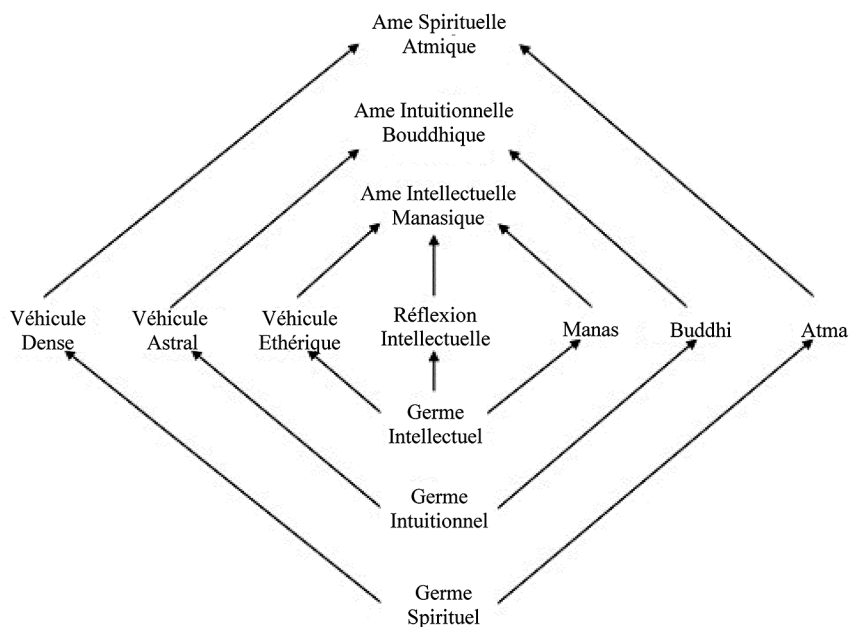 Ame Spirituelle
Atmique
Ame Intuitionnelle
Bouddhique
Ame Intellectuelle
Manasique
Véhicule
Dense
Véhicule
Astral
Véhicule
Ethérique
Réflexion
Intellectuelle
Manas
Buddhi
Atma
Germe
Intellectuel
Germe
Intuitionnel
Germe
Spirituel